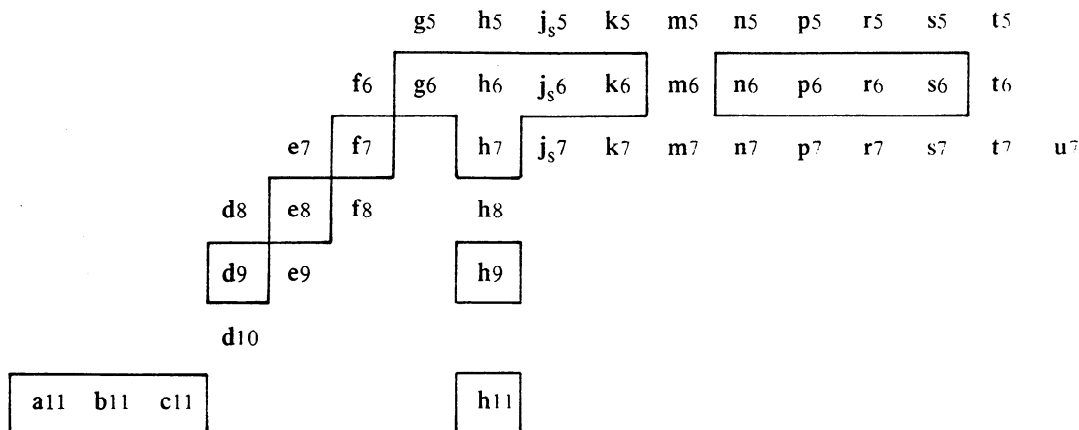 g5 h5 jₛ5 k5 m5 n5 p5 r5 s5 t5
f6 g6 h6 jₛ6 k6 m6 n6 p6 r6 s6 t6
e7 f7 h7 jₛ7 k7 m7 n7 p7 r7 s7 t7 u7
d8 e8 f8 h8
d9 e9 h9
d10
a11 b11 c11 h11